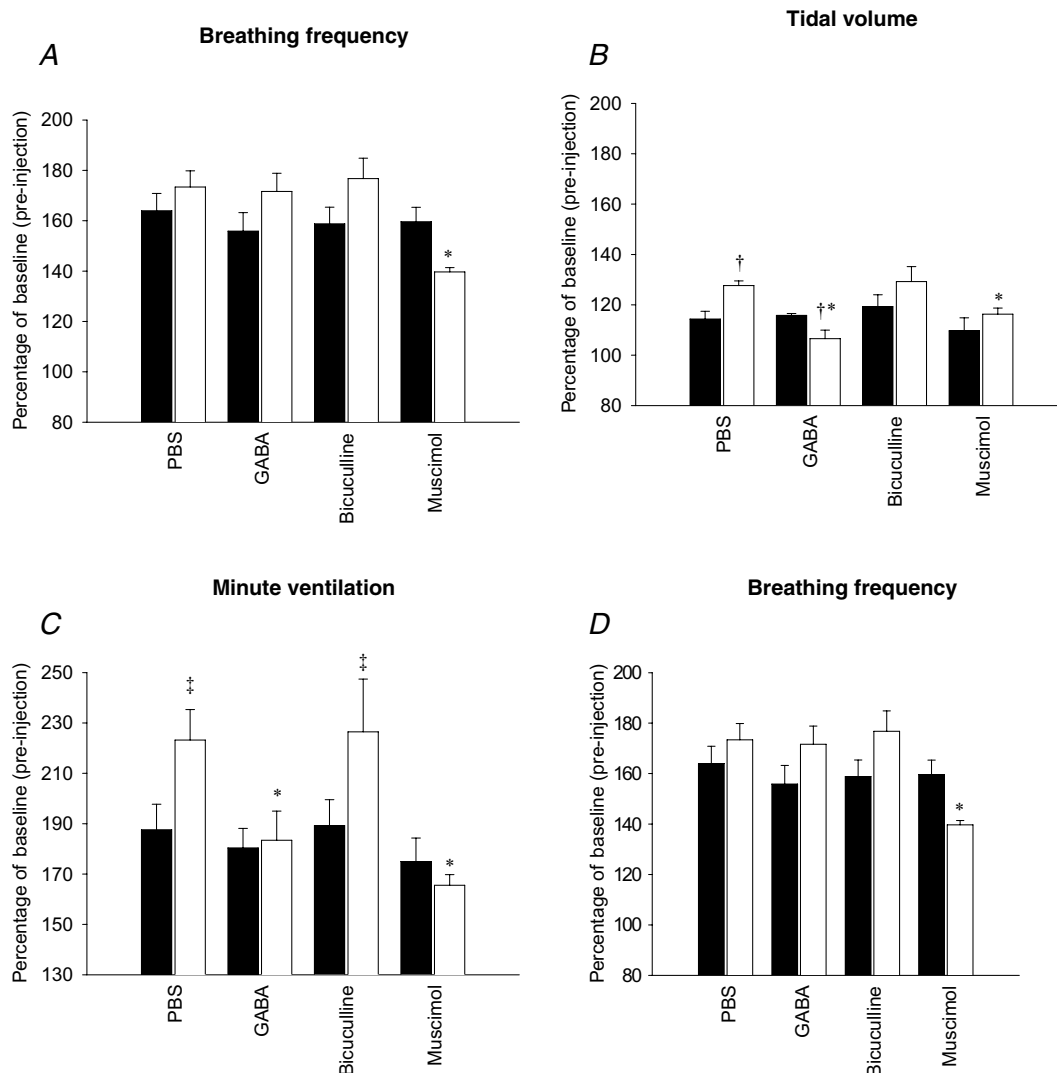 Breathing frequency
A
Percentage of baseline (pre-injection)
200
180
160
140
120
100
80
*
PBS
GABA
Bicuculline
Muscimol
Tidal volume
B
Percentage of baseline (pre-injection)
200
180
160
140
120
100
80
†
†*
*
PBS
GABA
Bicuculline
Muscimol
Minute ventilation
C
Percentage of baseline (pre-injection)
250
230
210
190
170
150
130
‡
*
‡
*
PBS
GABA
Bicuculline
Muscimol
Breathing frequency
D
Percentage of baseline (pre-injection)
200
180
160
140
120
100
80
*
PBS
GABA
Bicuculline
Muscimol